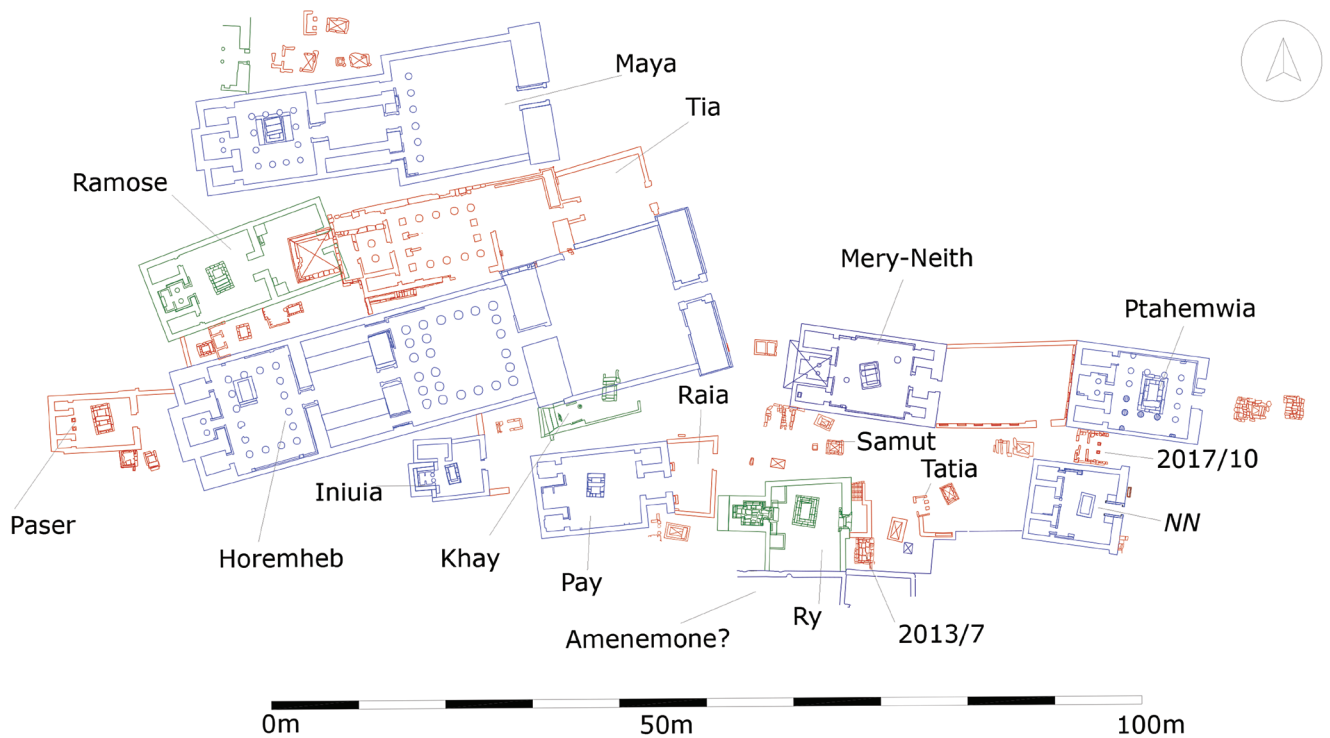 Maya
Tia
Ramose
Mery-Neith
Ptahemwia
Raia
Samut
2017/10
Tatia
Iniuia
Paser
NN
Horemheb
Khay
Pay
Ry
2013/7
Amenemone?
0m
50m
100m